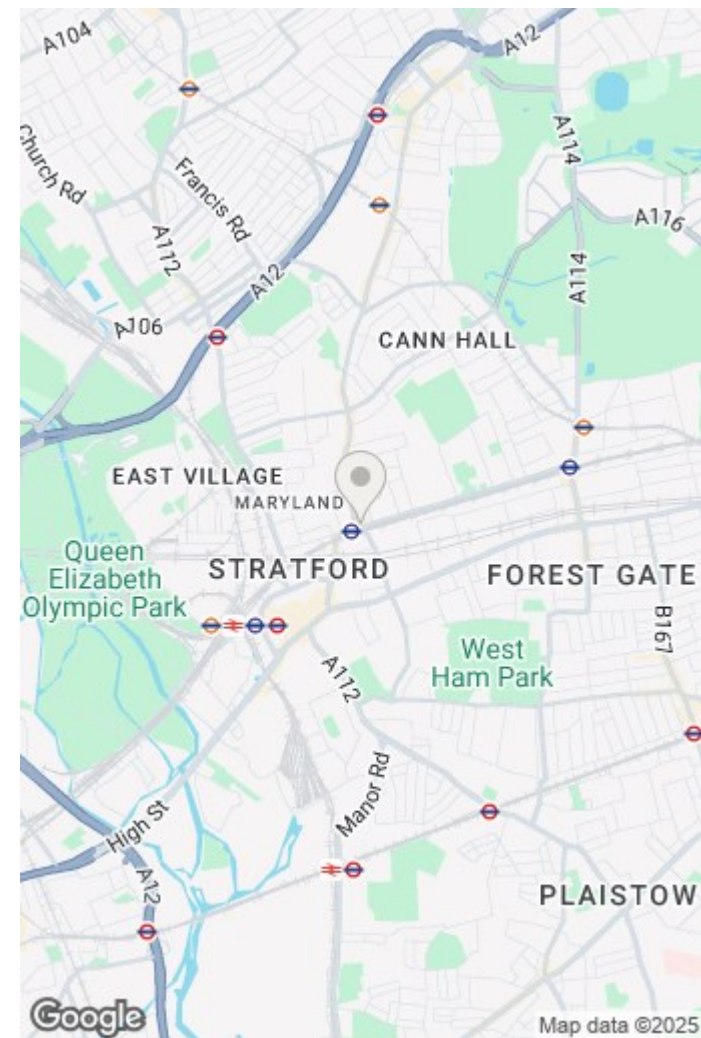 A104
A12
Church Rd
Francis Rd
A114
A112
A116
A12
A114
A106
CANN HALL
EAST VILLAGE
MARYLAND
Queen
Elizabeth
Olympic Park
STRATFORD
FOREST GATE
B167
West
Ham Park
A112
Manor Rd
High St
A12
PLAISTOW
Google
Map data ©2025